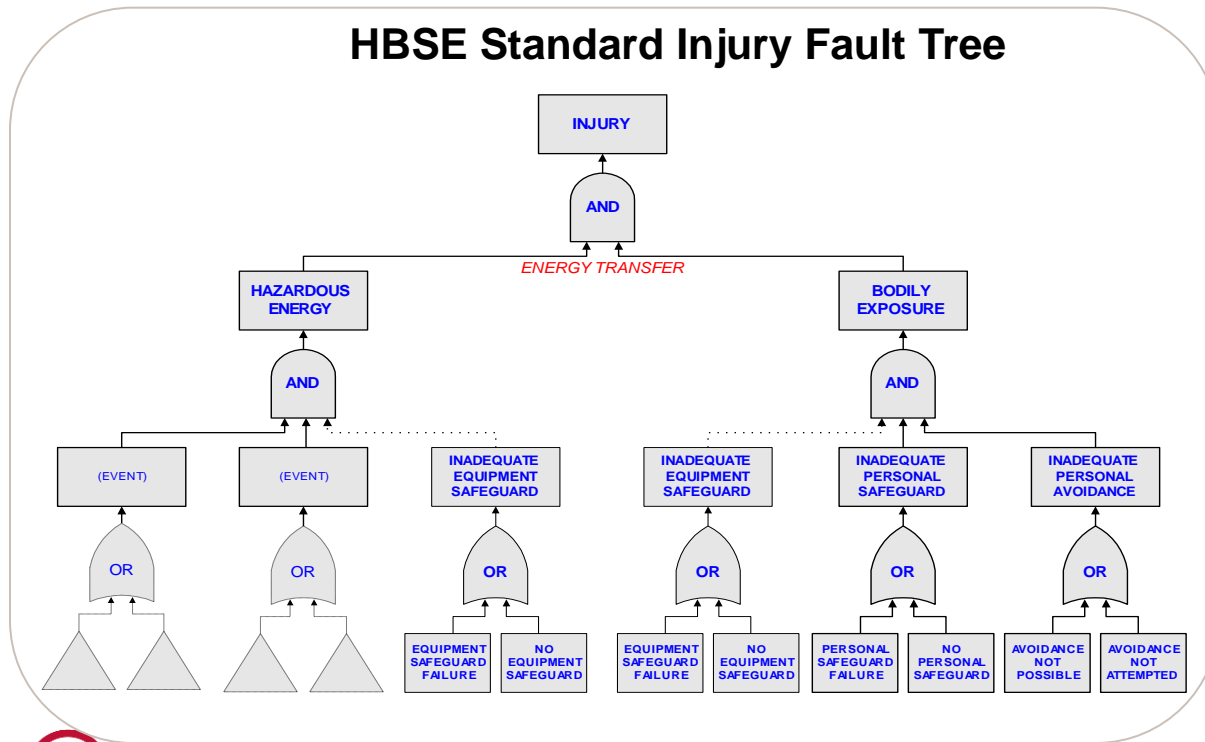 HBSE Standard Injury Fault Tree
INJURY
AND
ENERGY TRANSFER
HAZARDOUS
ENERGY
BODILY
EXPOSURE
AND
AND
(EVENT)
(EVENT)
INADEQUATE
EQUIPMENT
SAFEGUARD
INADEQUATE
EQUIPMENT
SAFEGUARD
INADEQUATE
PERSONAL
SAFEGUARD
INADEQUATE
PERSONAL
AVOIDANCE
OR
OR
OR
OR
OR
OR
EQUIPMENT
SAFEGUARD
FAILURE
NO
EQUIPMENT
SAFEGUARD
EQUIPMENT
SAFEGUARD
FAILURE
NO
EQUIPMENT
SAFEGUARD
PERSONAL
SAFEGUARD
FAILURE
NO
PERSONAL
SAFEGUARD
AVOIDANCE
NOT
POSSIBLE
AVOIDANCE
NOT
ATTEMPTED